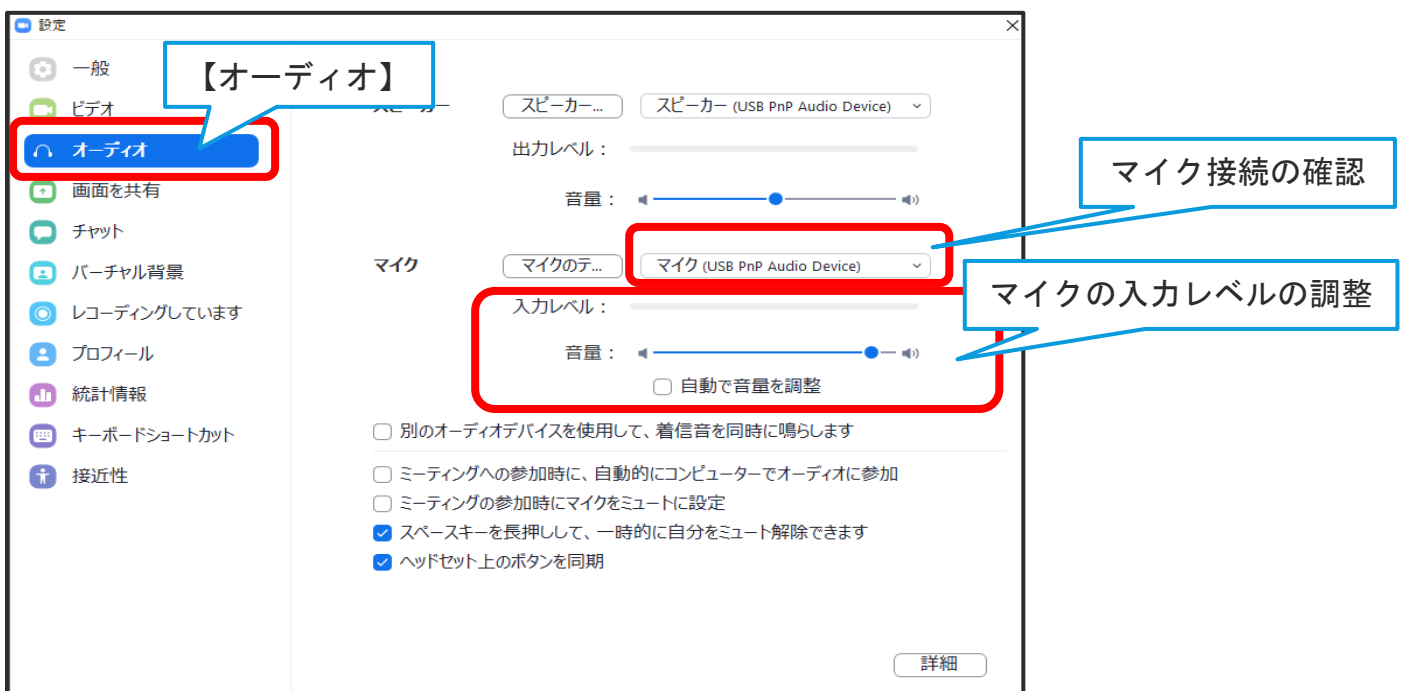 設定
一般
【オーディオ】
ビデオ
スピーカー
スピーカー...
スピーカー (USB PnP Audio Device)
オーディオ
出力レベル：
マイク接続の確認
画面を共有
音量：
チャット
バーチャル背景
マイク
マイクのテ...
マイク (USB PnP Audio Device)
マイクの入力レベルの調整
レコーディングしています
入力レベル：
プロフィール
音量：
統計情報
自動で音量を調整
キーボードショートカット
別のオーディオデバイスを使用して、着信音を同時に鳴らします
接近性
ミーティングへの参加時に、自動的にコンピューターでオーディオに参加
ミーティングの参加時にマイクをミュートに設定
スペースキーを長押しして、一時的に自分をミュート解除できます
ヘッドセット上のボタンを同期
詳細